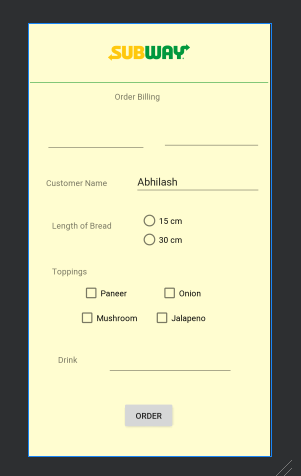 SUBWAY
Order Billing
Customer Name Abhilash
Length of Bread
15 cm
30 cm
Toppings
Paneer Onion
Mushroom Jalapeno
Drink
ORDER